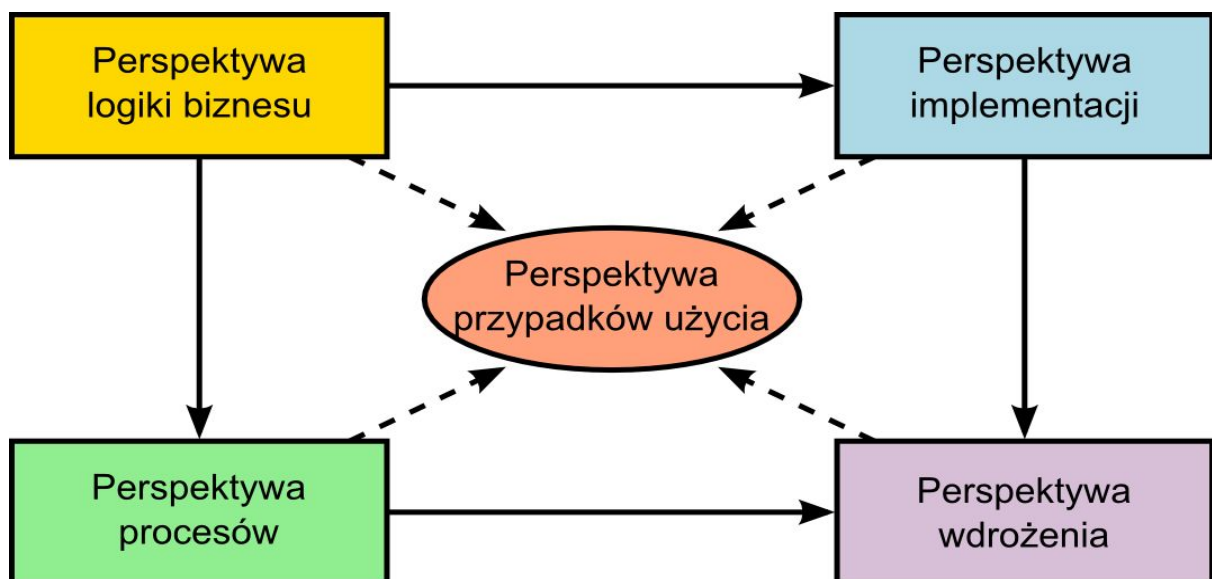 Perspektywa
logiki biznesu
Perspektywa
implementacji
Perspektywa
przypadków użycia
Perspektywa
procesów
Perspektywa
wdrożenia